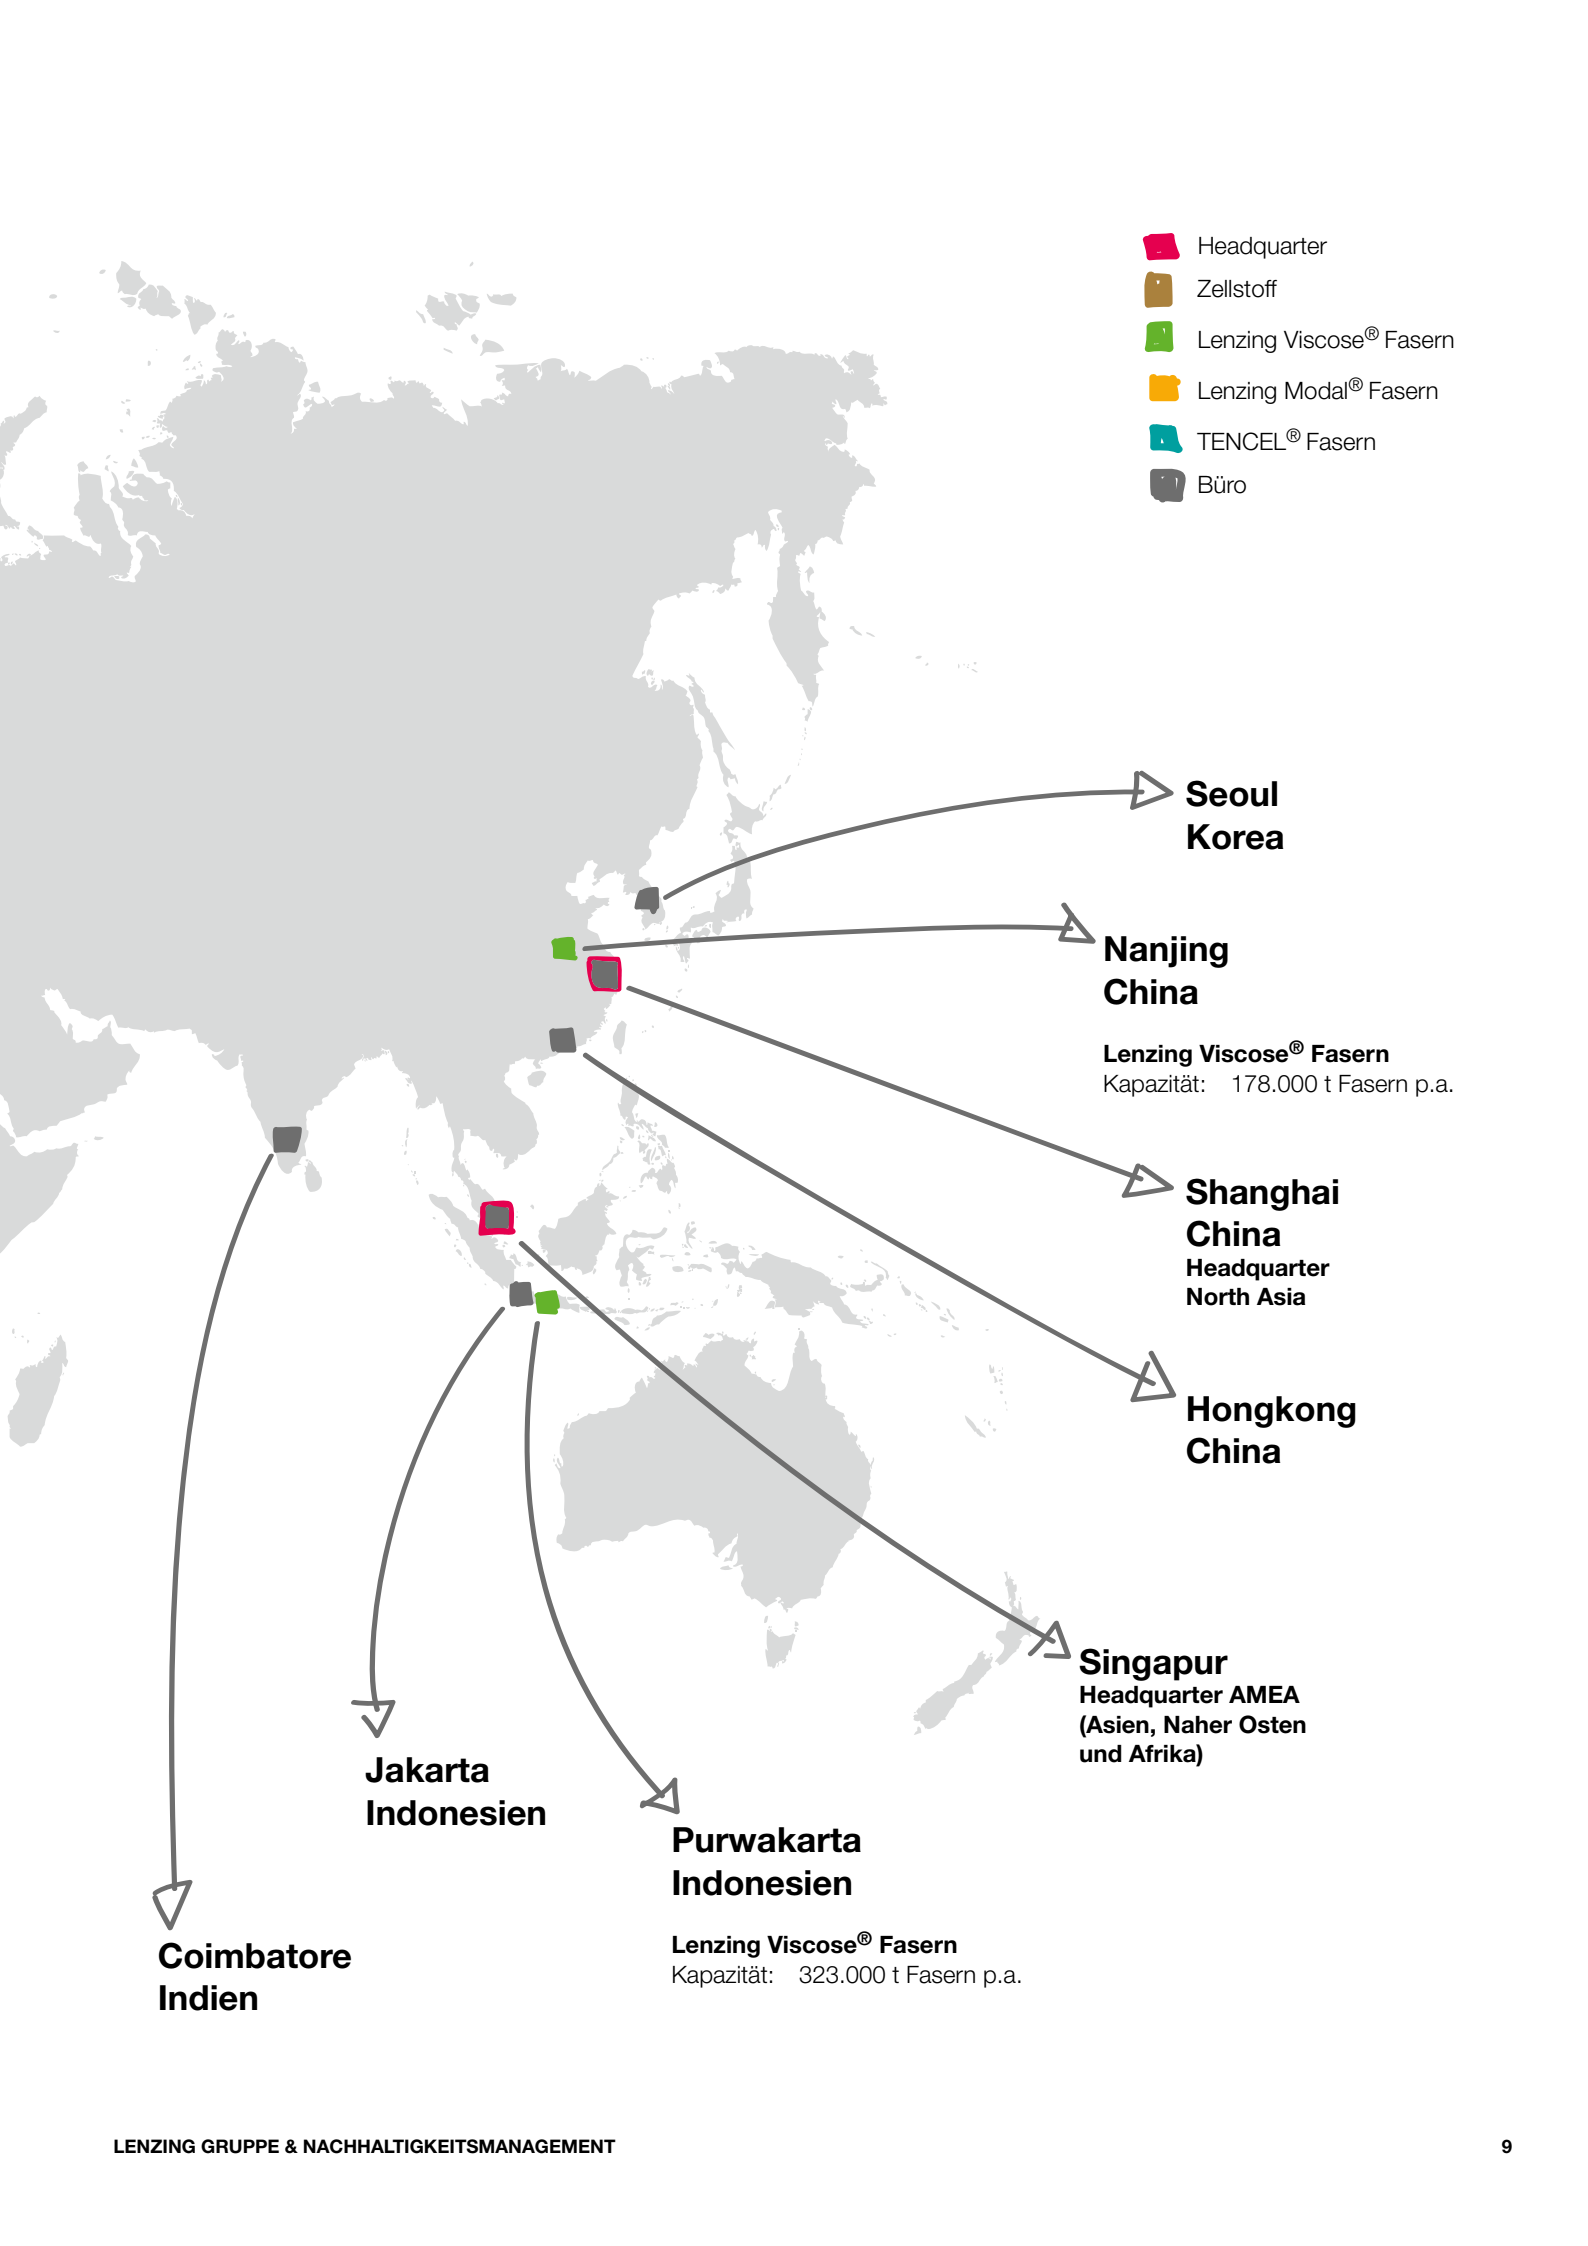 Headquarter
Zellstoff
Lenzing Viscose® Fasern
Lenzing Modal® Fasern
TENCEL® Fasern
Büro
Seoul
Korea
Nanjing
China
Lenzing Viscose® Fasern
Kapazität: 178.000 t Fasern p.a.
Shanghai
China
Headquarter
North Asia
Hongkong
China
Singapur
Headquarter AMEA
(Asien, Naher Osten
und Afrika)
Jakarta
Indonesien
Purwakarta
Indonesien
Lenzing Viscose® Fasern
Kapazität: 323.000 t Fasern p.a.
Coimbatore
Indien
LENZING GRUPPE & NACHHALTIGKEITSMANAGEMENT
9